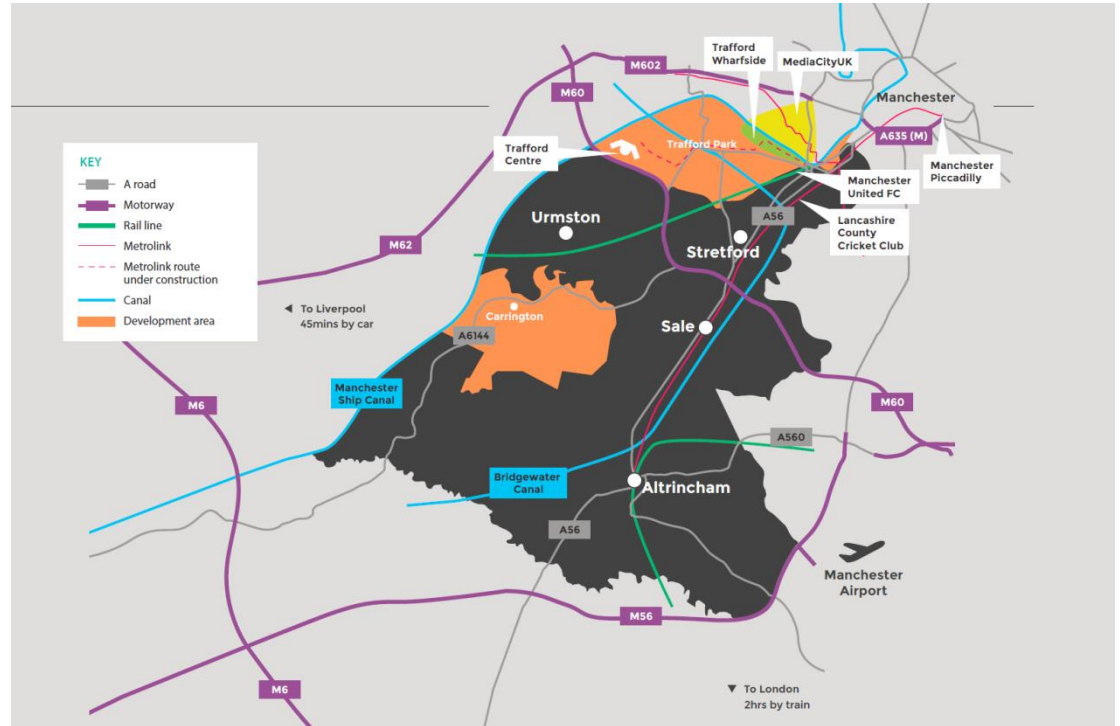 M602
Trafford
Wharfside
MediaCityUK
M60
Manchester
A635 (M)
Trafford
Centre
Trafford Park
Manchester
Piccadilly
Manchester
United FC
Lancashire
County
Cricket Club
KEY
A road
Motorway
Rail line
Metrolink
Metrolink route
under construction
Canal
Development area
Urmston
A56
Stretford
M62
To Liverpool
45mins by car
Carrington
A6144
Sale
Manchester
Ship Canal
M6
M60
A560
Bridgewater
Canal
Altrincham
A56
Manchester
Airport
M56
M6
To London
2hrs by train